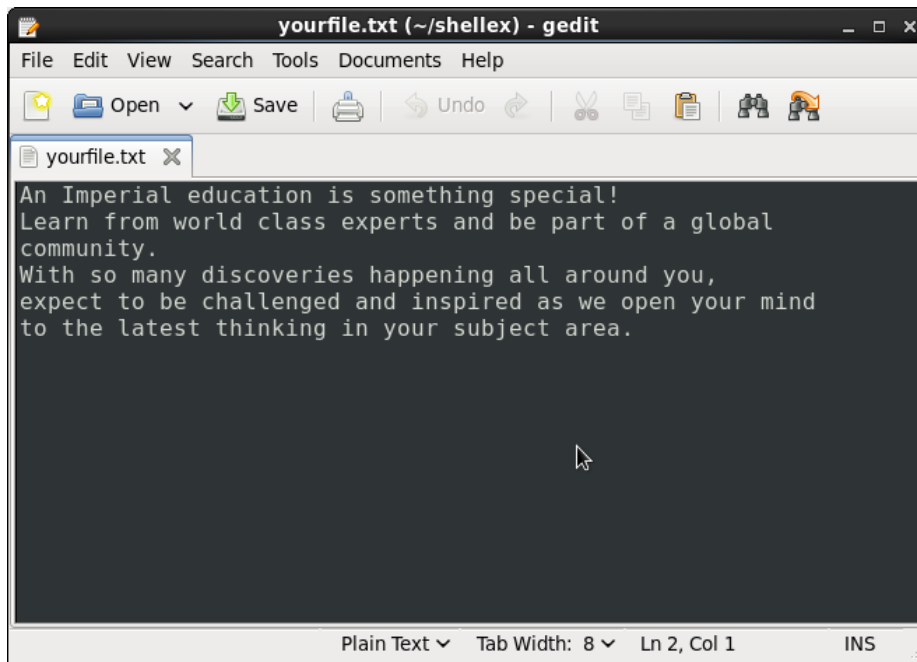 yourfile.txt (~/shellex) - gedit
File Edit View Search Tools Documents Help
Open Save Undo
yourfile.txt
An Imperial education is something special!
Learn from world class experts and be part of a global
community.
With so many discoveries happening all around you,
expect to be challenged and inspired as we open your mind
to the latest thinking in your subject area.
Plain Text Tab Width: 8 Ln 2, Col 1 INS